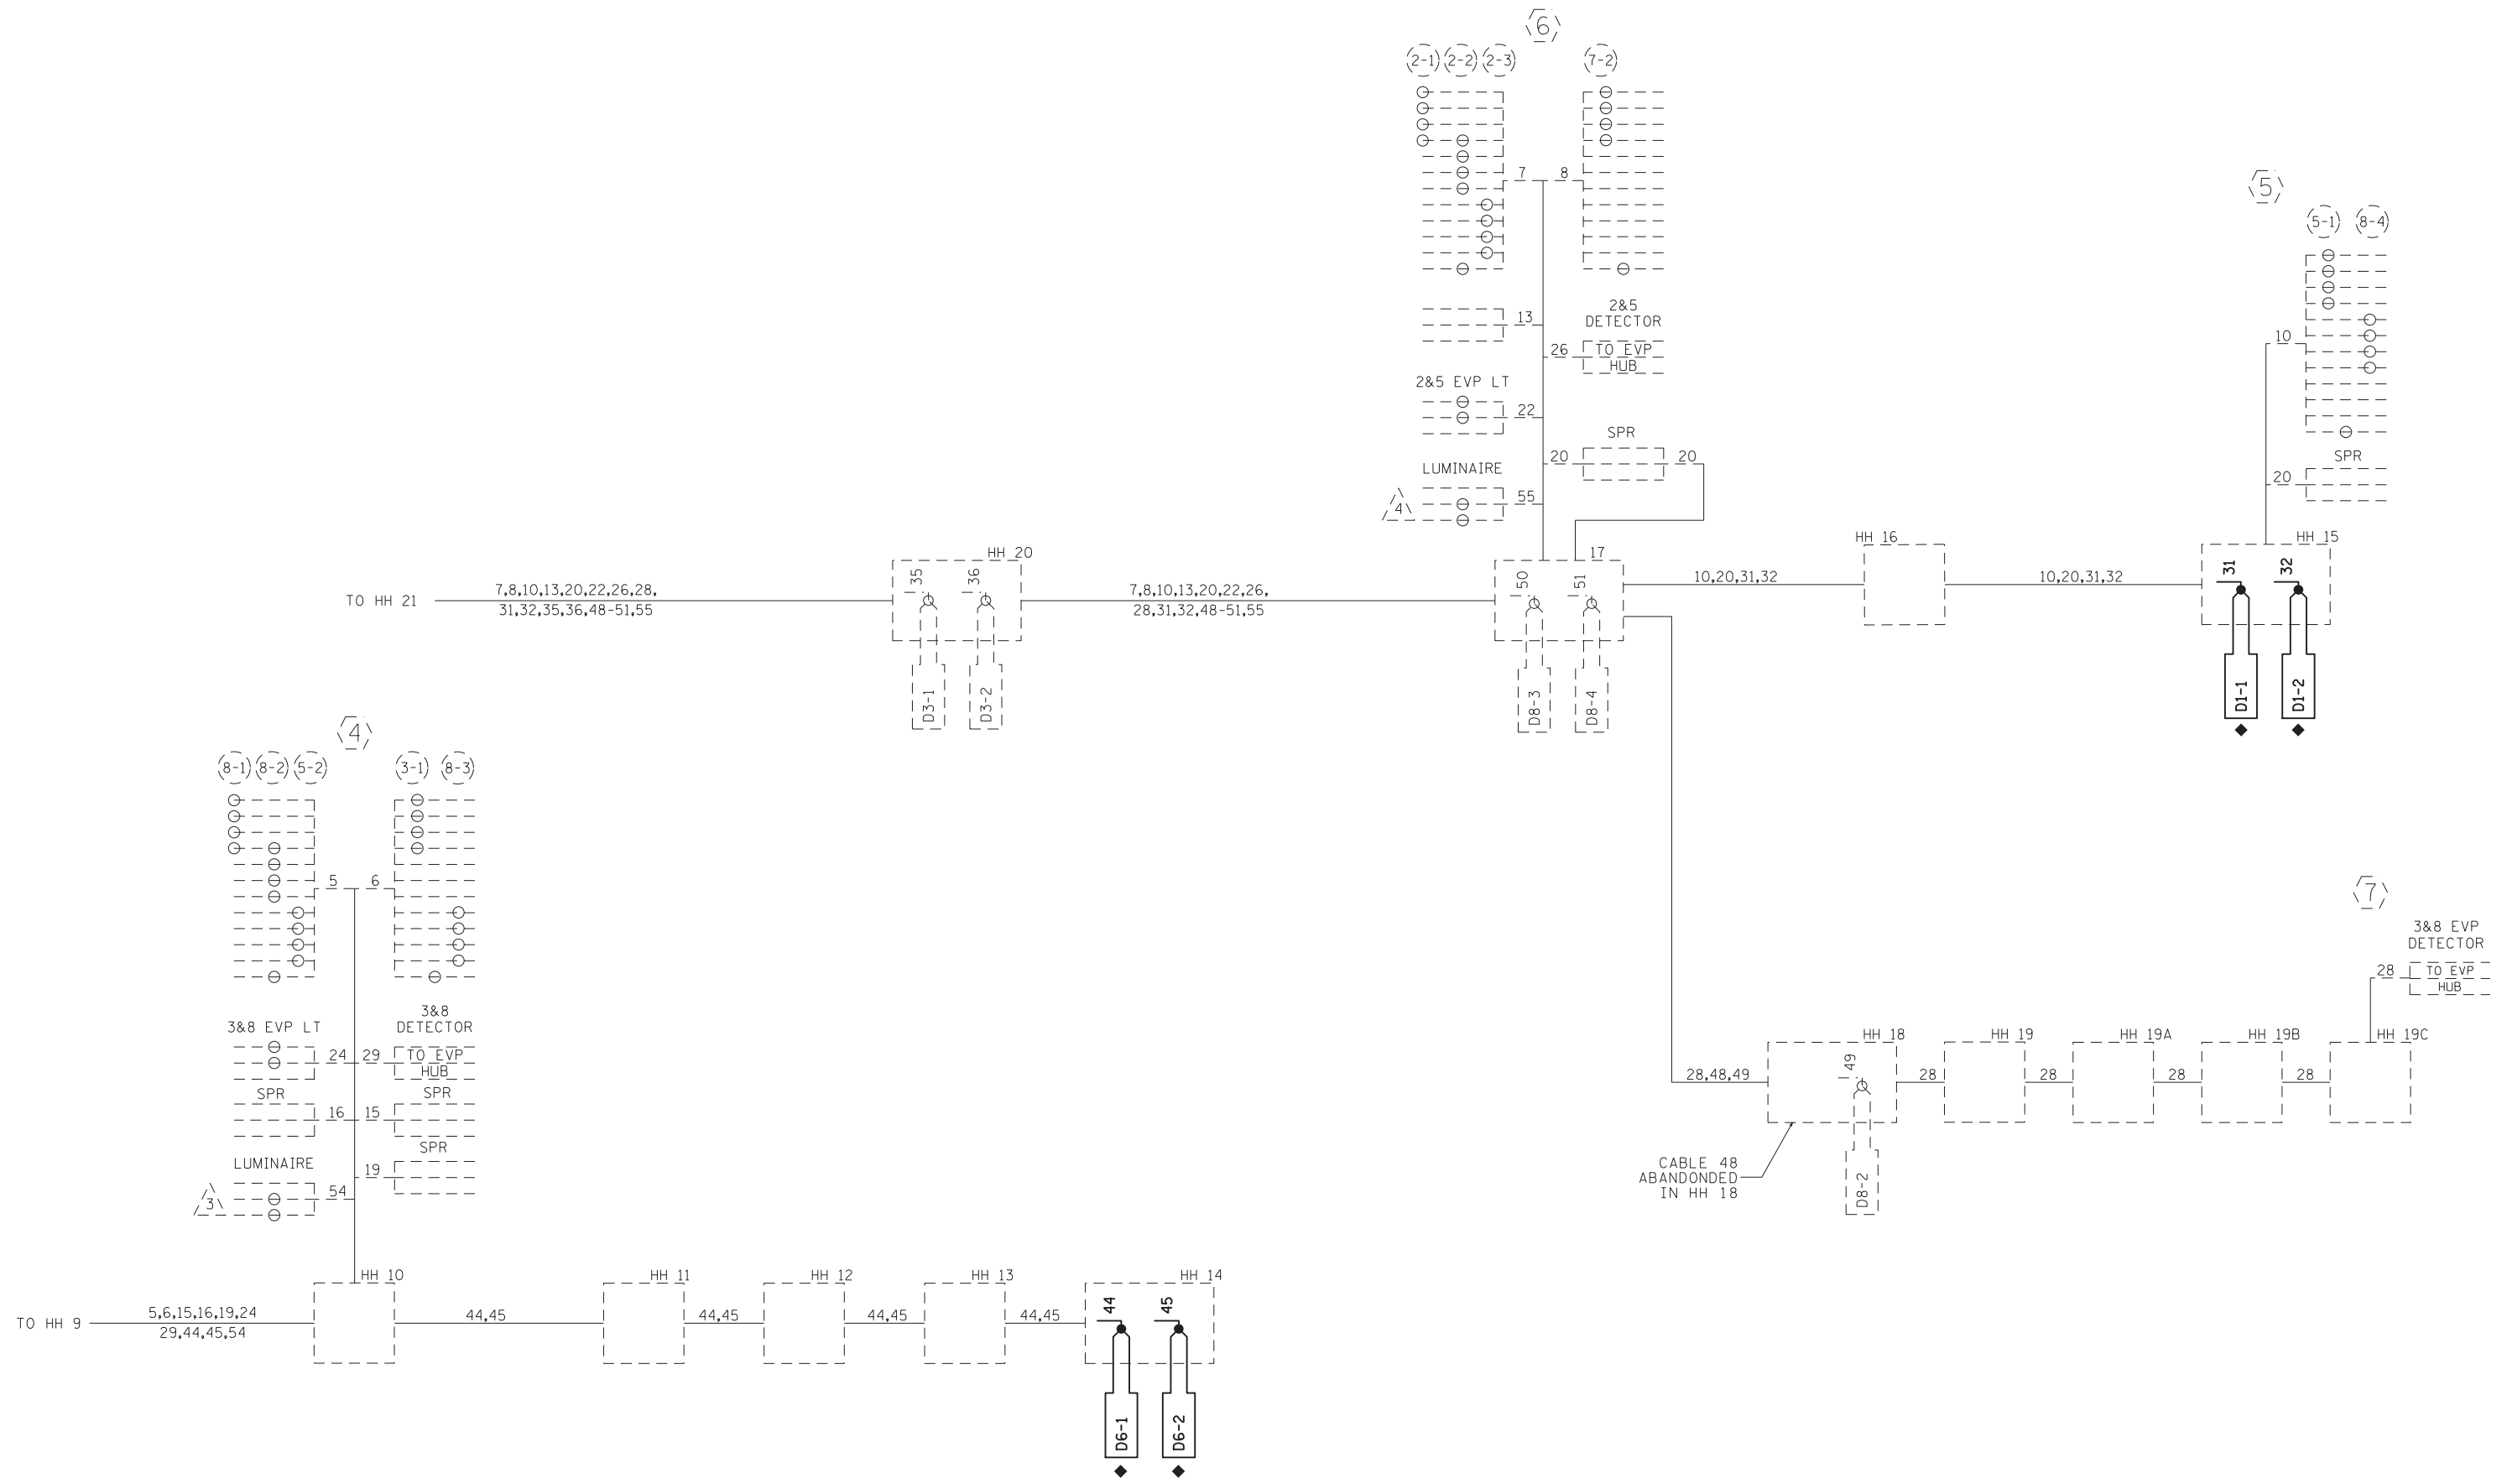 6
2-1 2-2 2-3 7-2
7 8
13
2&5
DETECTOR
26
TO EVP
HUB
2&5 EVP LT
22
SPR
20 20
LUMINAIRE
4
55
5
5-1 8-4
10
SPR
20
TO HH 21
7,8,10,13,20,22,26,28,
31,32,35,36,48-51,55
HH 20
35 36
D3-1 D3-2
7,8,10,13,20,22,26,
28,31,32,48-51,55
17
50 51
D8-3 D8-4
10,20,31,32
HH 16
10,20,31,32
HH 15
31 32
D1-1 D1-2
4
8-1 8-2 5-2 3-1 8-3
5 6
3&8 EVP LT
3&8
DETECTOR
24 29
TO EVP
HUB
SPR SPR
16 15
SPR
19
LUMINAIRE
3
54
7
3&8 EVP
DETECTOR
28
TO EVP
HUB
28,48,49
HH 18
49
D8-2
28
HH 19
28
HH 19A
28
HH 19B
28
HH 19C
CABLE 48
ABANDONDED
IN HH 18
TO HH 9
5,6,15,16,19,24
29,44,45,54
HH 10
44,45
HH 11
44,45
HH 12
44,45
HH 13
44,45
HH 14
44 45
D6-1 D6-2